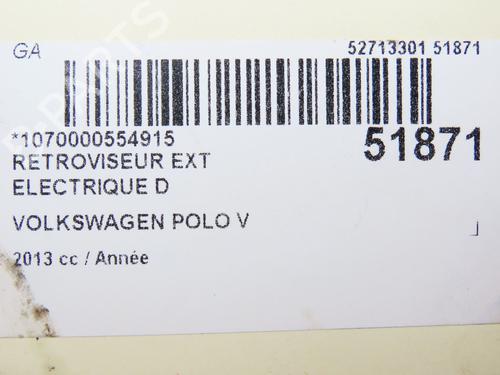 GA 52713301 51871
*1070000554915 51871
RETROVISEUR EXT
ELECTRIQUE D
VOLKSWAGEN POLO V
2013 cc / Année